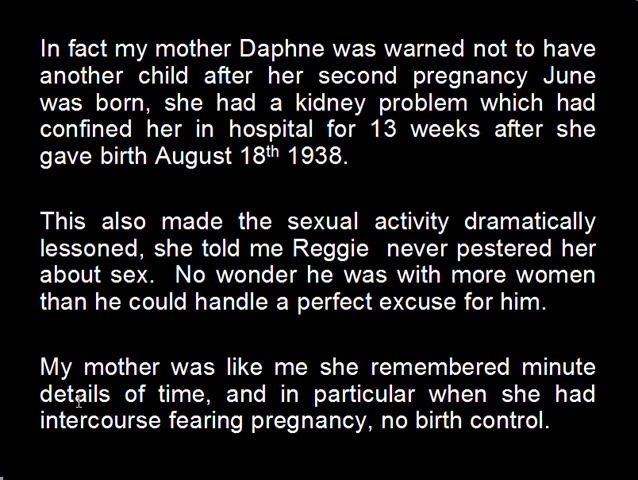 In fact my mother Daphne was warned not to have
another child after her second pregnancy June
was born, she had a kidney problem which had
confined her in hospital for 13 weeks after she
gave birth August 18th 1938.
This also made the sexual activity dramatically
lessoned, she told me Reggie never pestered her
about sex. No wonder he was with more women
than he could handle a perfect excuse for him.
My mother was like me she remembered minute
details of time, and in particular when she had
intercourse fearing pregnancy, no birth control.